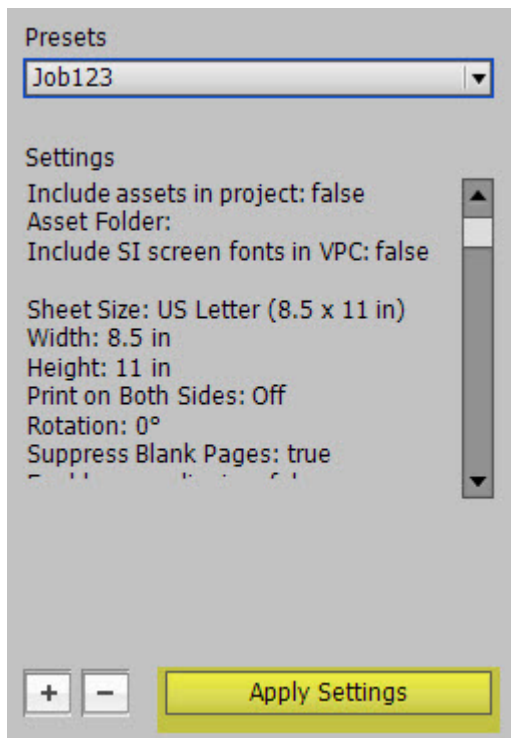 Presets
Job123
Settings
Include assets in project: false
Asset Folder:
Include SI screen fonts in VPC: false
Sheet Size: US Letter (8.5 x 11 in)
Width: 8.5 in
Height: 11 in
Print on Both Sides: Off
Rotation: 0°
Suppress Blank Pages: true
+ −
Apply Settings